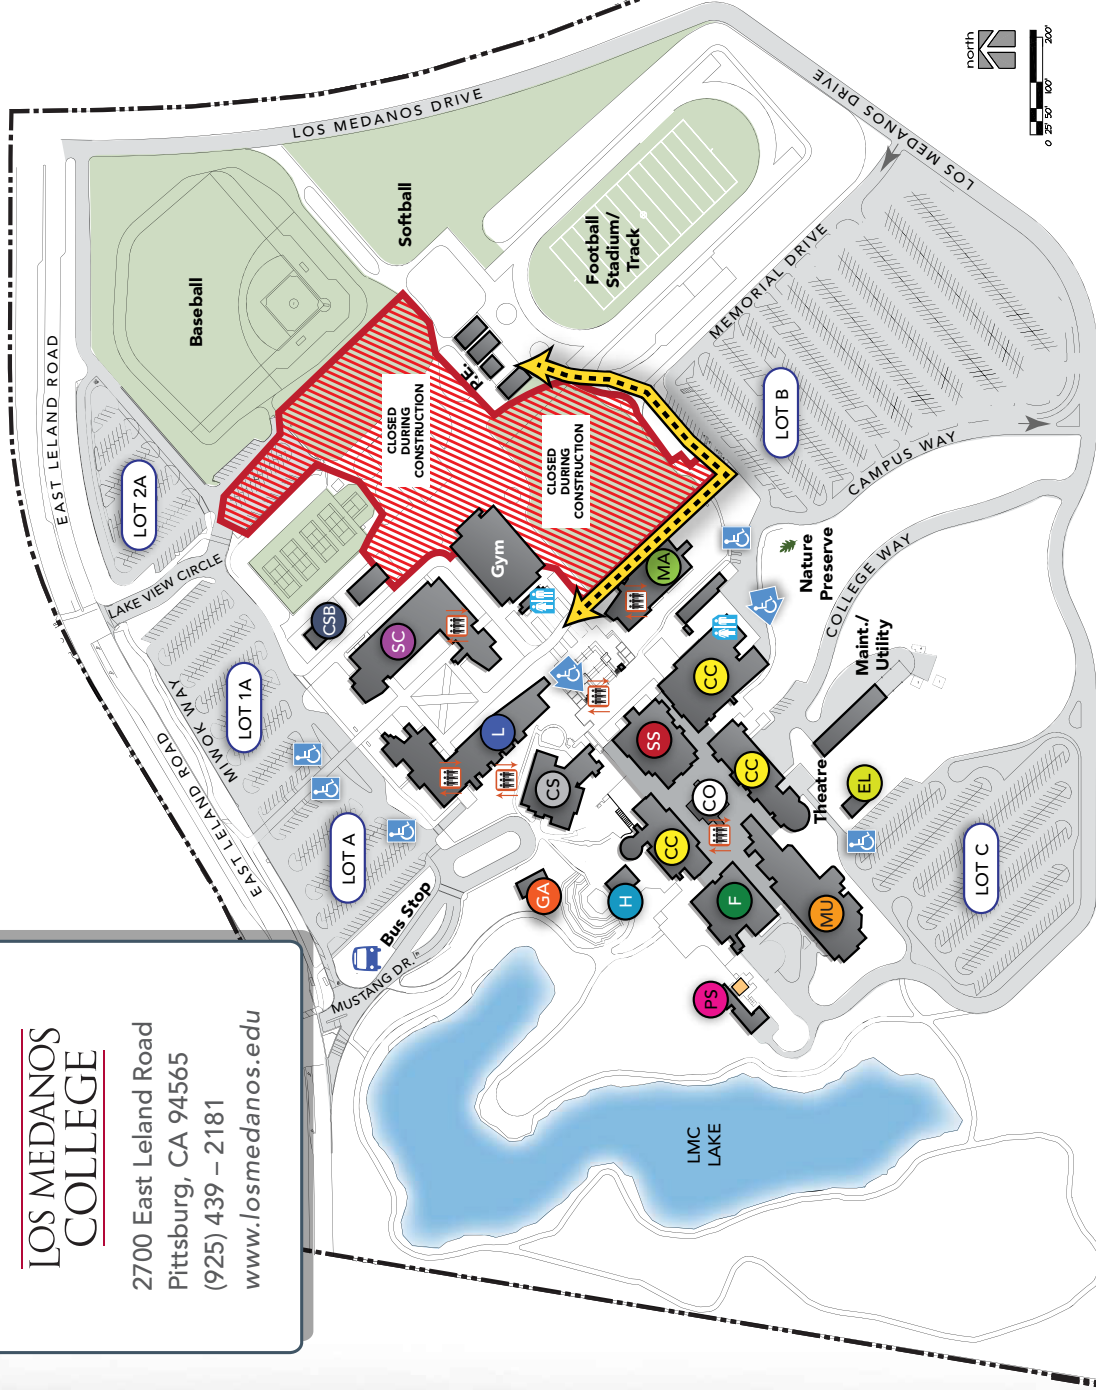 LOS MEDANOS
COLLEGE
2700 East Leland Road
Pittsburg, CA 94565
(925) 439 – 2181
www.losmedanos.edu
EAST LELAND ROAD
LOS MEDANOS DRIVE
Baseball
Softball
Football
Stadium/
Track
LOT 2A
LAKE VIEW CIRCLE
CLOSED
DURING
CONSTRUCTION
CLOSED
DURING
CONSTRUCTION
P.E.
Gym
MEMORIAL DRIVE
LOS MEDANOS DRIVE
north
0 25' 50' 100' 200'
LOT B
CAMPUS WAY
COLLEGE WAY
Nature
Preserve
Maint./
Utility
CSB
SC
MA
LOT 1A
MIWOK WAY
EAST LELAND ROAD
LOT A
L
CS
SS
CC
CC
CO
CC
Theatre
EL
LOT C
Bus Stop
MUSTANG DR.
GA
H
F
MU
PS
LMC
LAKE